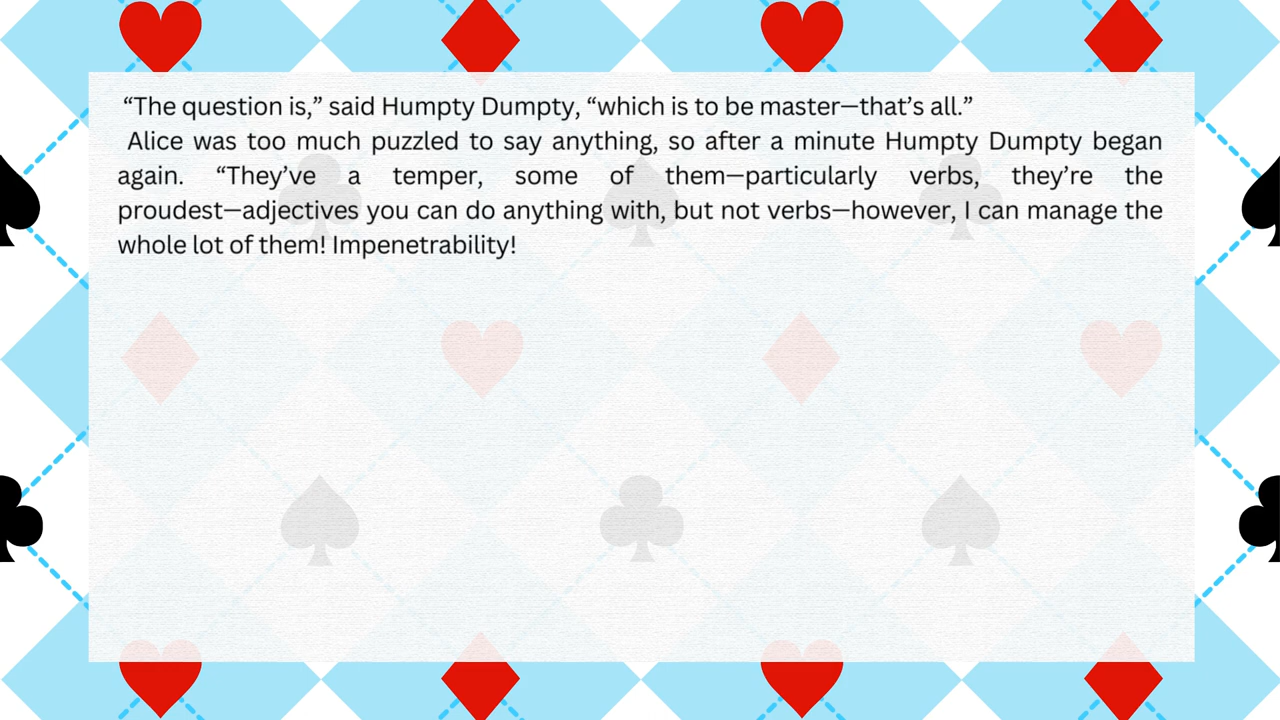 “The question is,” said Humpty Dumpty, “which is to be master—that’s all.”
Alice was too much puzzled to say anything, so after a minute Humpty Dumpty began
again. “They’ve a temper, some of them—particularly verbs, they’re the
proudest—adjectives you can do anything with, but not verbs—however, I can manage the
whole lot of them! Impenetrability!